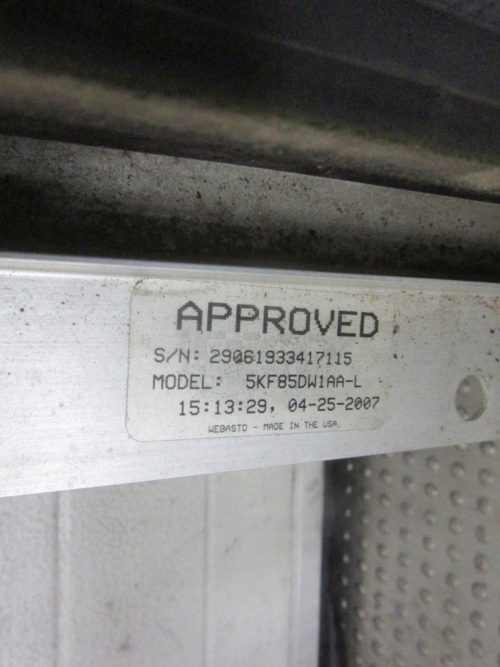 APPROVED
S/N: 29061933417115
MODEL: 5KF85DW1AA-L
15:13:29, 04-25-2007
WEBASTO - MADE IN THE USA.